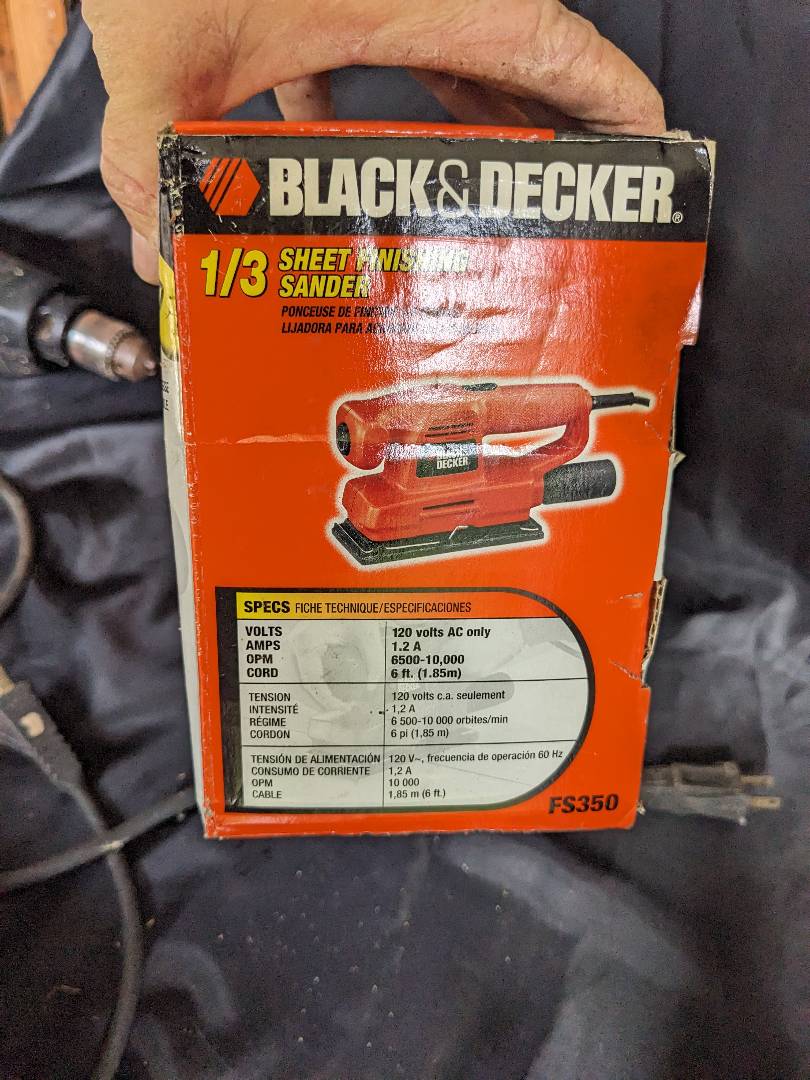 BLACK&DECKER®
1/3 SHEET FINISHING
SANDER
PONCEUSE DE
LIJADORA PARA
BLACK&
DECKER
SPECS FICHE TECHNIQUE/ESPECIFICACIONES
VOLTS 120 volts AC only
AMPS 1.2 A
OPM 6500-10,000
CORD 6 ft. (1.85m)
TENSION 120 volts c.a. seulement
INTENSITÉ 1,2 A
RÉGIME 6 500-10 000 orbites/min
CORDON 6 pi (1,85 m)
TENSIÓN DE ALIMENTACIÓN 120 V~, frecuencia de operación 60 Hz
CONSUMO DE CORRIENTE 1,2 A
OPM 10 000
CABLE 1,85 m (6 ft.)
FS350